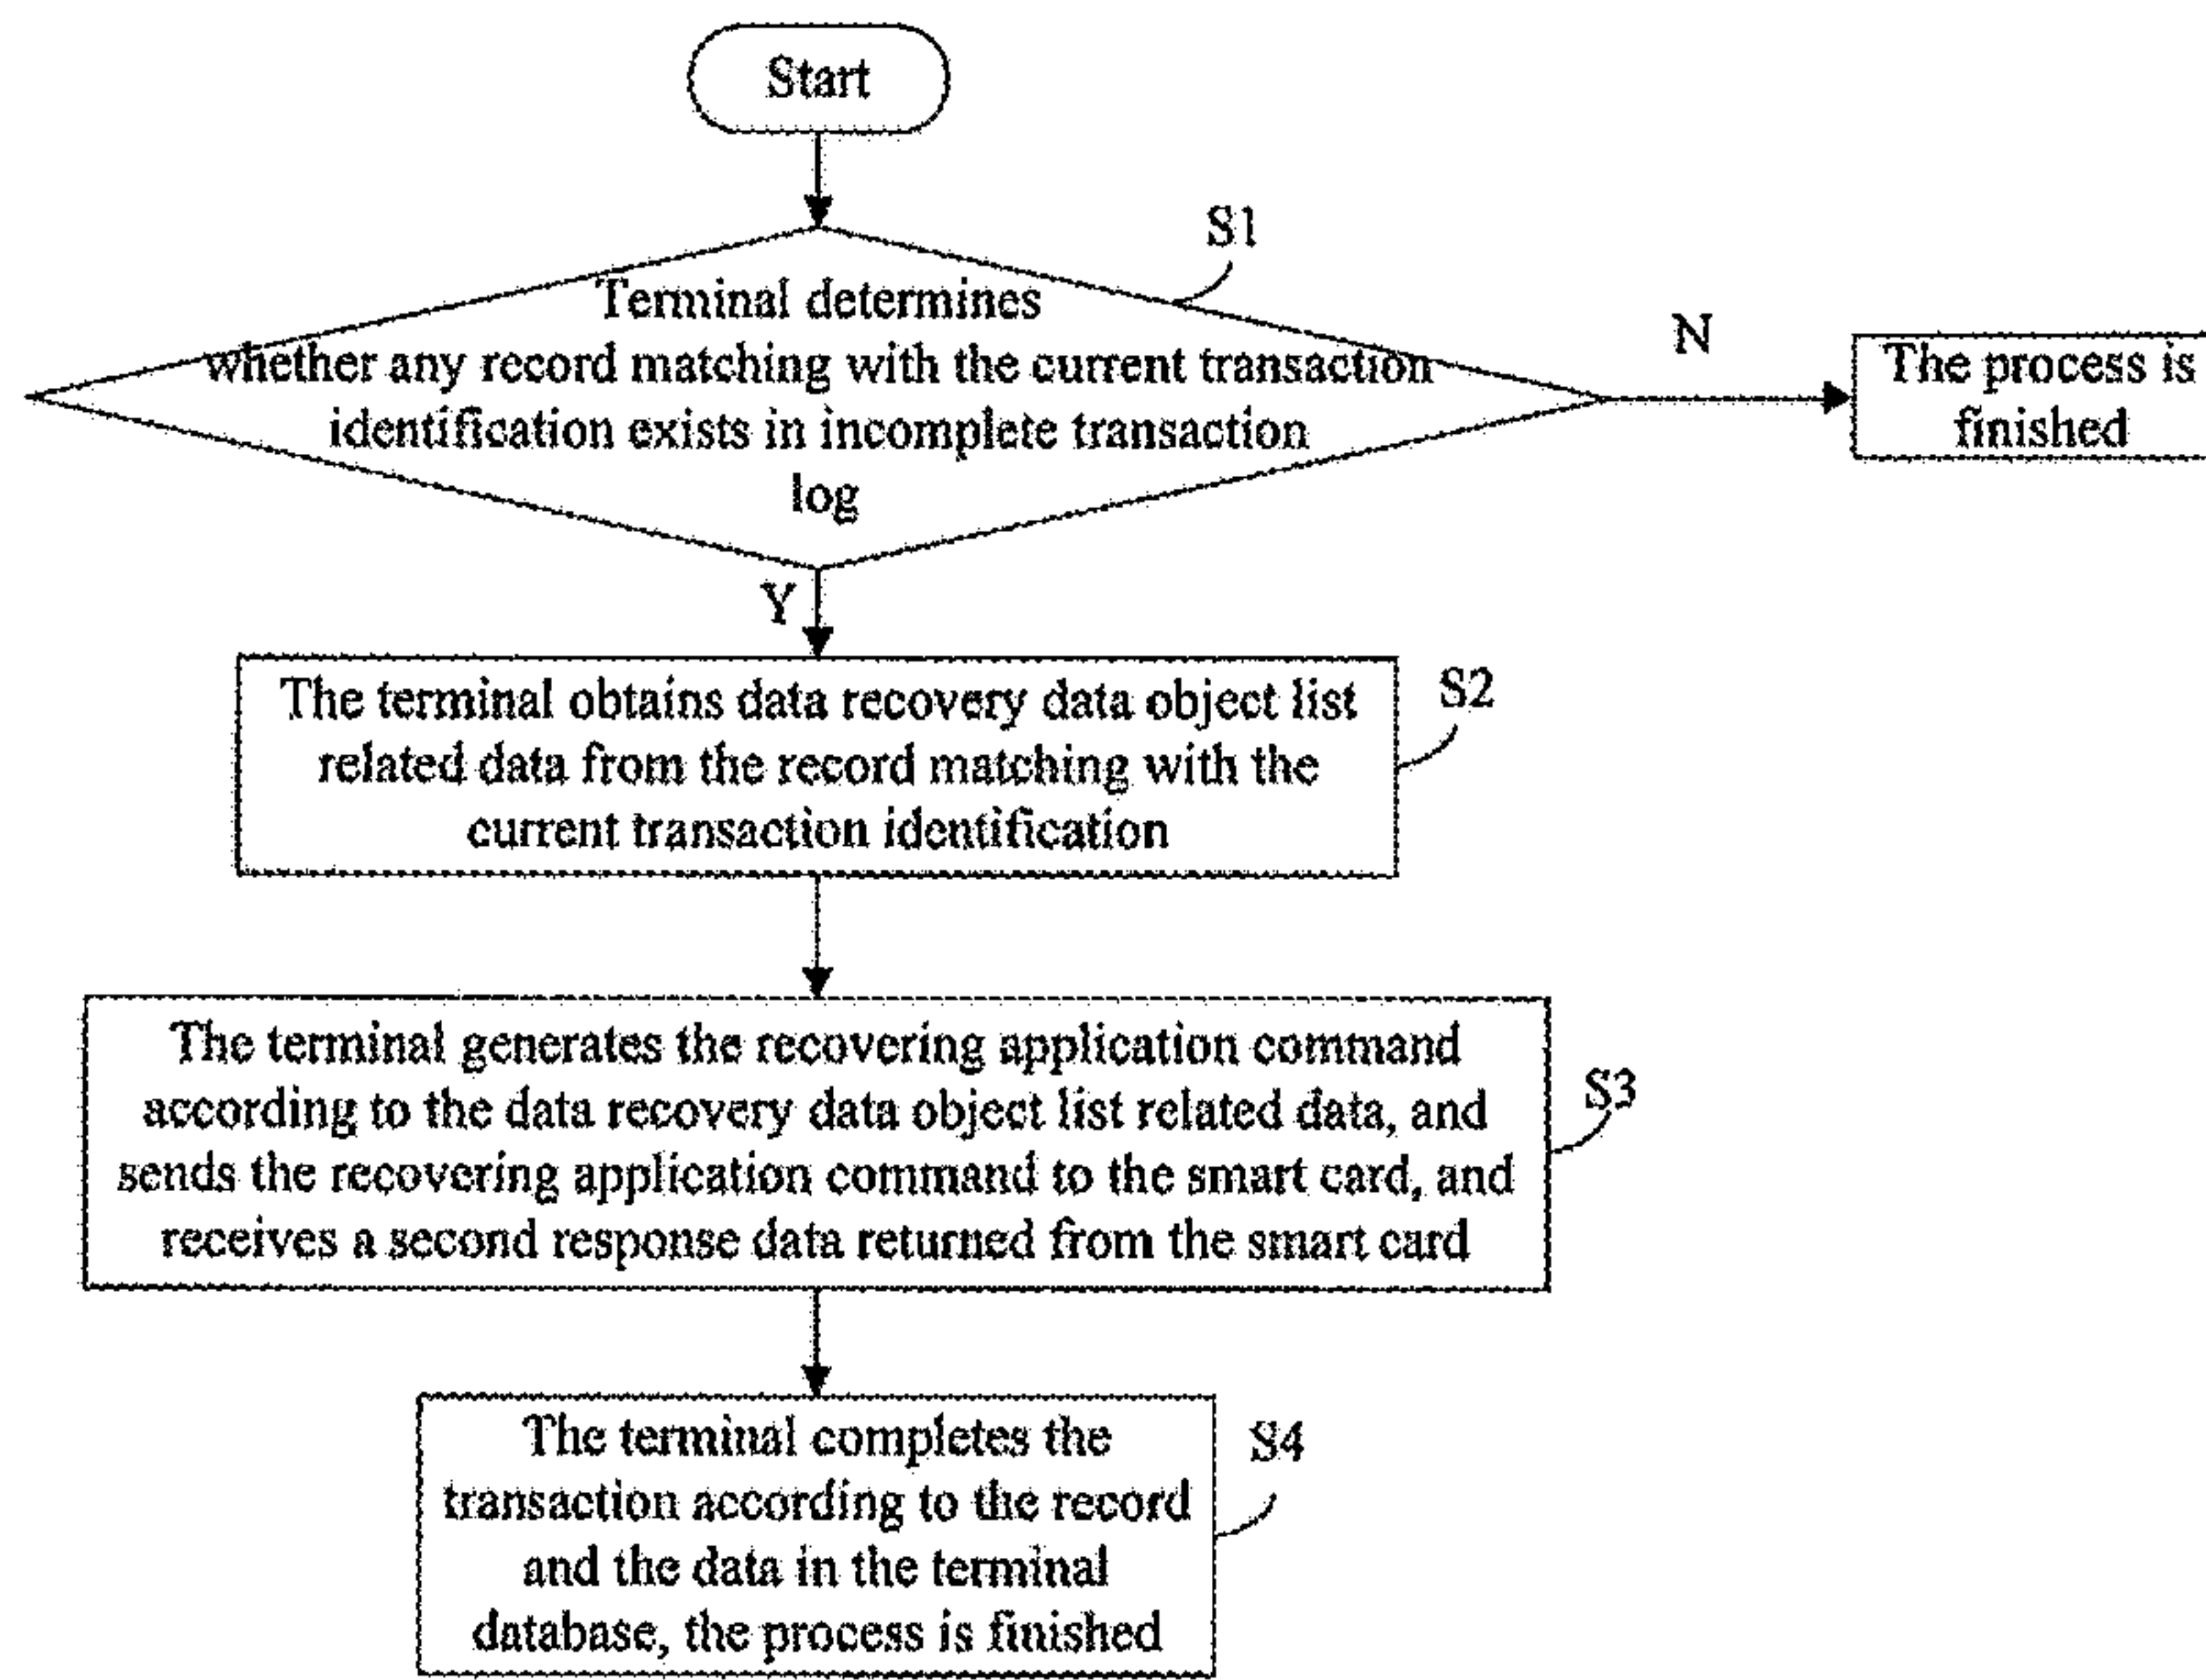 Start
S1
Terminal determines
whether any record matching with the current transaction
identification exists in incomplete transaction
log
N
The process is
finished
Y
The terminal obtains data recovery data object list
related data from the record matching with the
current transaction identification
S2
The terminal generates the recovering application command
according to the data recovery data object list related data, and
sends the recovering application command to the smart card, and
receives a second response data returned from the smart card
S3
The terminal completes the
transaction according to the record
and the data in the terminal
database, the process is finished
S4